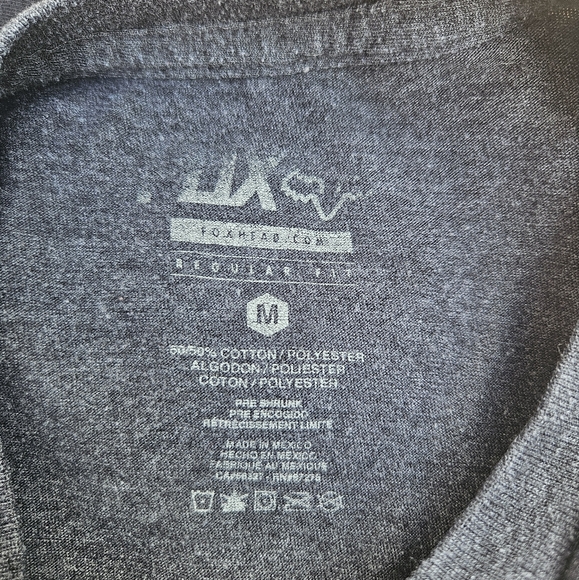 FOX
FOXHEAD.COM
REGULAR FIT
M
50/50% COTTON / POLYESTER
ALGODON / POLIESTER
COTON / POLYESTER
PRE SHRUNK
PRE ENCOGIDO
RÉTRÉCISSEMENT LIMITÉ
MADE IN MEXICO
HECHO EN MEXICO
FABRIQUÉ AU MEXIQUE